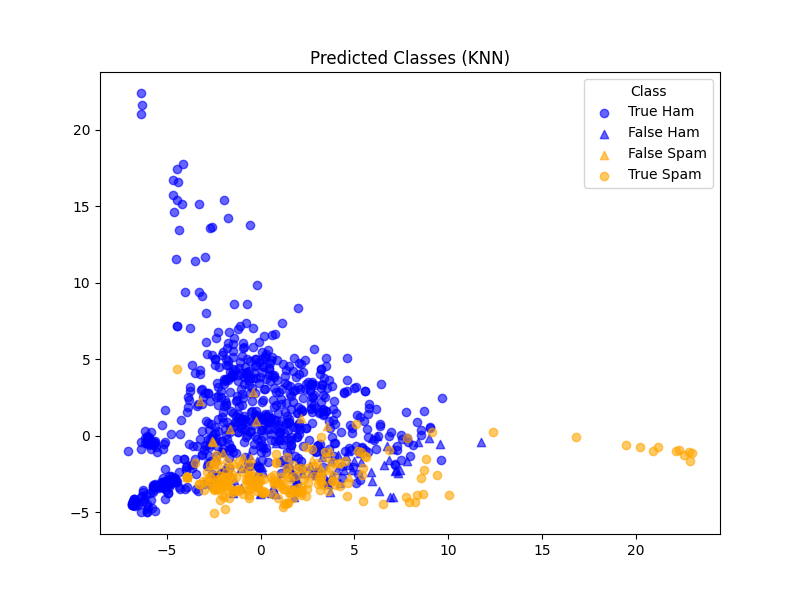 Predicted Classes (KNN)
Class
True Ham
False Ham
False Spam
True Spam
20
15
10
5
0
−5
−5
0
5
10
15
20